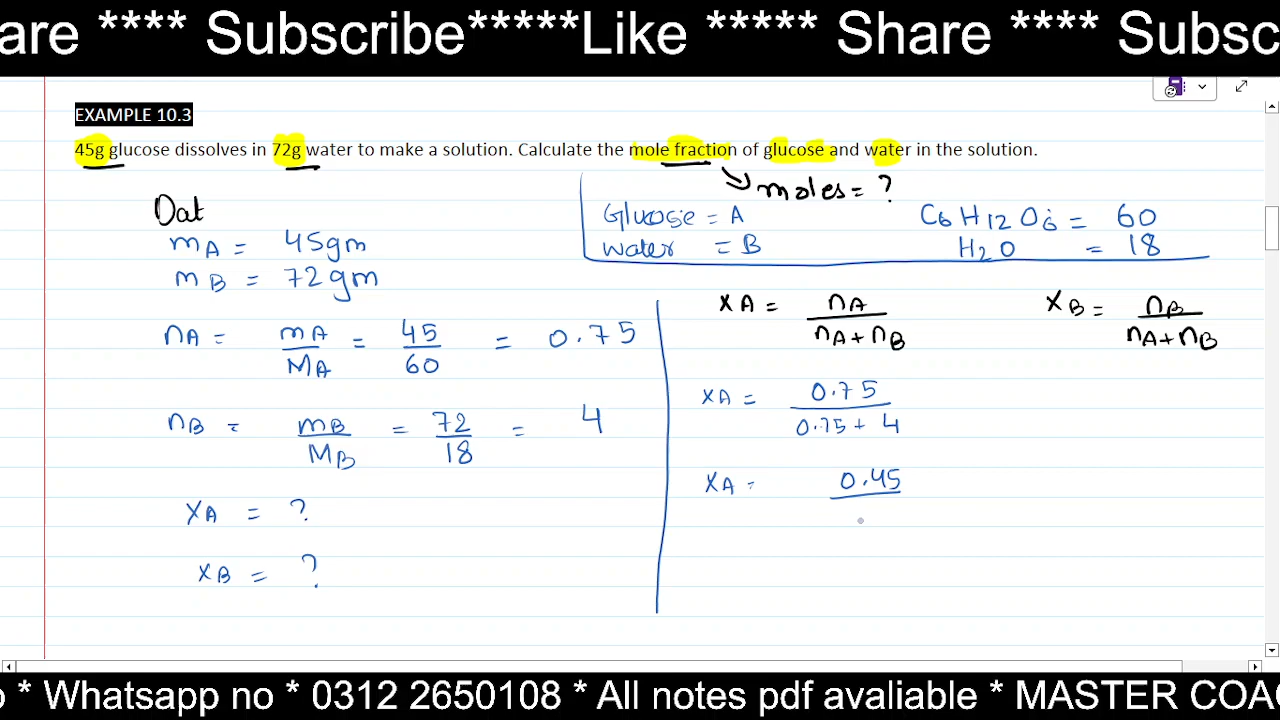 are **** Subscribe*****Like ***** Share **** Subsc
EXAMPLE 10.3
45g glucose dissolves in 72g water to make a solution. Calculate the mole fraction of glucose and water in the solution.
moles = ?
Glucose = A C6 H12 O6 = 60
water = B H2O = 18
Dat
mA = 45gm
mB = 72gm
nA = mA/MA = 45/60 = 0.75
nB = mB/MB = 72/18 = 4
XA = ?
XB = ?
XA = nA/nA+nB XB = nB/nA+nB
XA = 0.75/0.75+4
XA = 0.45
o * Whatsapp no * 0312 2650108 * All notes pdf avaliable * MASTER COA